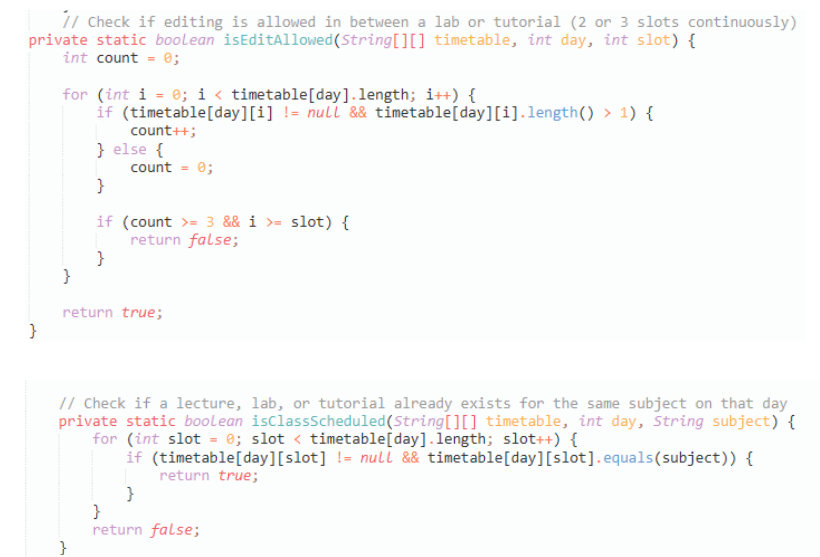 // Check if editing is allowed in between a lab or tutorial (2 or 3 slots continuously)
private static boolean isEditAllowed(String[][] timetable, int day, int slot) {
int count = 0;
for (int i = 0; i < timetable[day].length; i++) {
if (timetable[day][i] != null && timetable[day][i].length() > 1) {
count++;
} else {
count = 0;
}
if (count >= 3 && i >= slot) {
return false;
}
}
return true;
}
// Check if a lecture, lab, or tutorial already exists for the same subject on that day
private static boolean isClassScheduled(String[][] timetable, int day, String subject) {
for (int slot = 0; slot < timetable[day].length; slot++) {
if (timetable[day][slot] != null && timetable[day][slot].equals(subject)) {
return true;
}
}
return false;
}